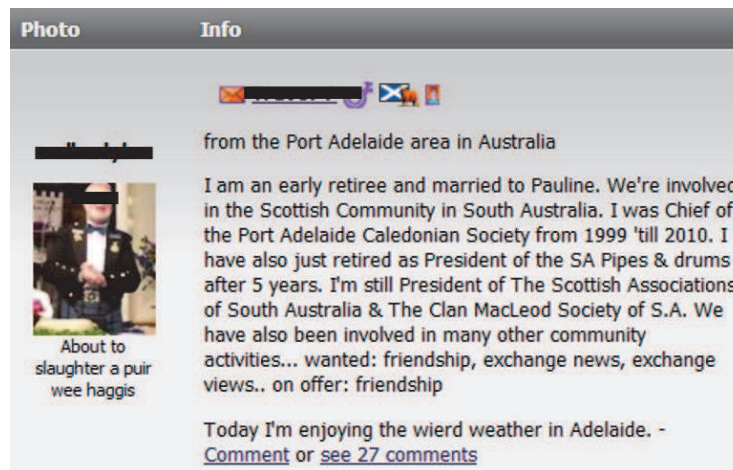 Photo Info
from the Port Adelaide area in Australia
I am an early retiree and married to Pauline. We're involved
in the Scottish Community in South Australia. I was Chief of
the Port Adelaide Caledonian Society from 1999 'till 2010. I
have also just retired as President of the SA Pipes & drums
after 5 years. I'm still President of The Scottish Associations
of South Australia & The Clan MacLeod Society of S.A. We
have also been involved in many other community
activities... wanted: friendship, exchange news, exchange
views.. on offer: friendship
Today I'm enjoying the wierd weather in Adelaide. -
Comment or see 27 comments
About to
slaughter a puir
wee haggis